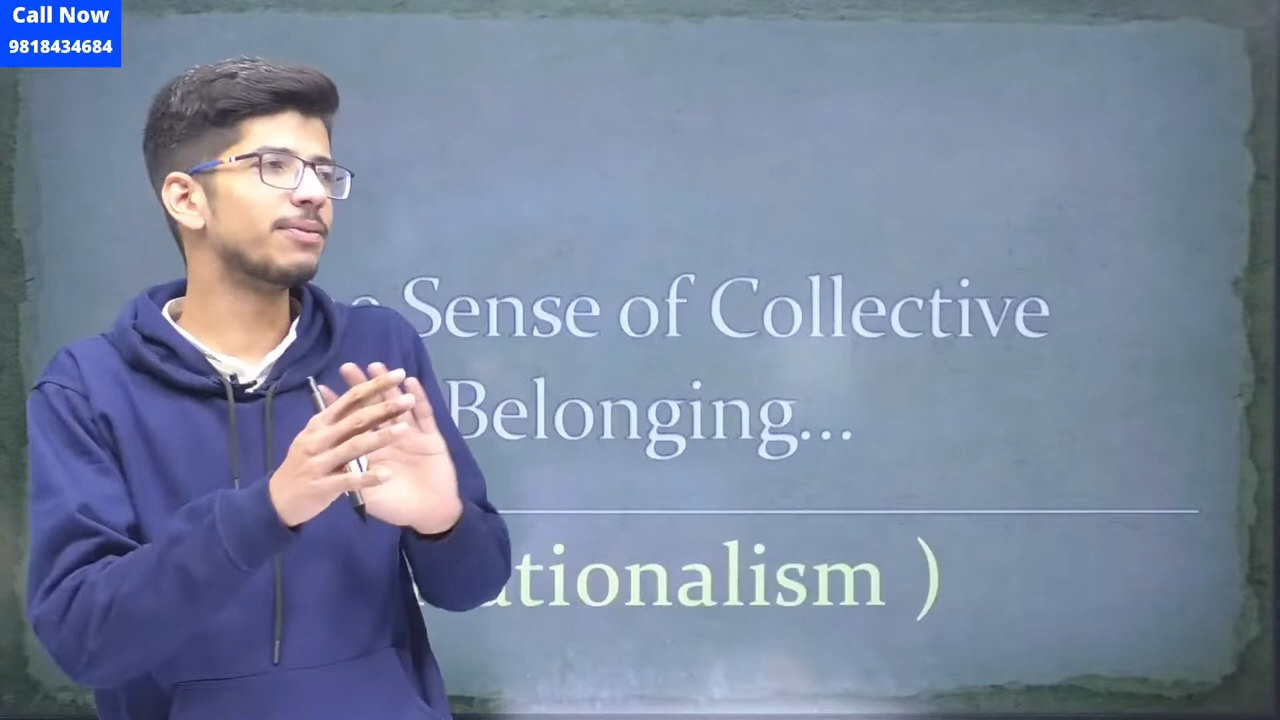 Call Now
9818434684
Sense of Collective
Belonging...
ationalism )